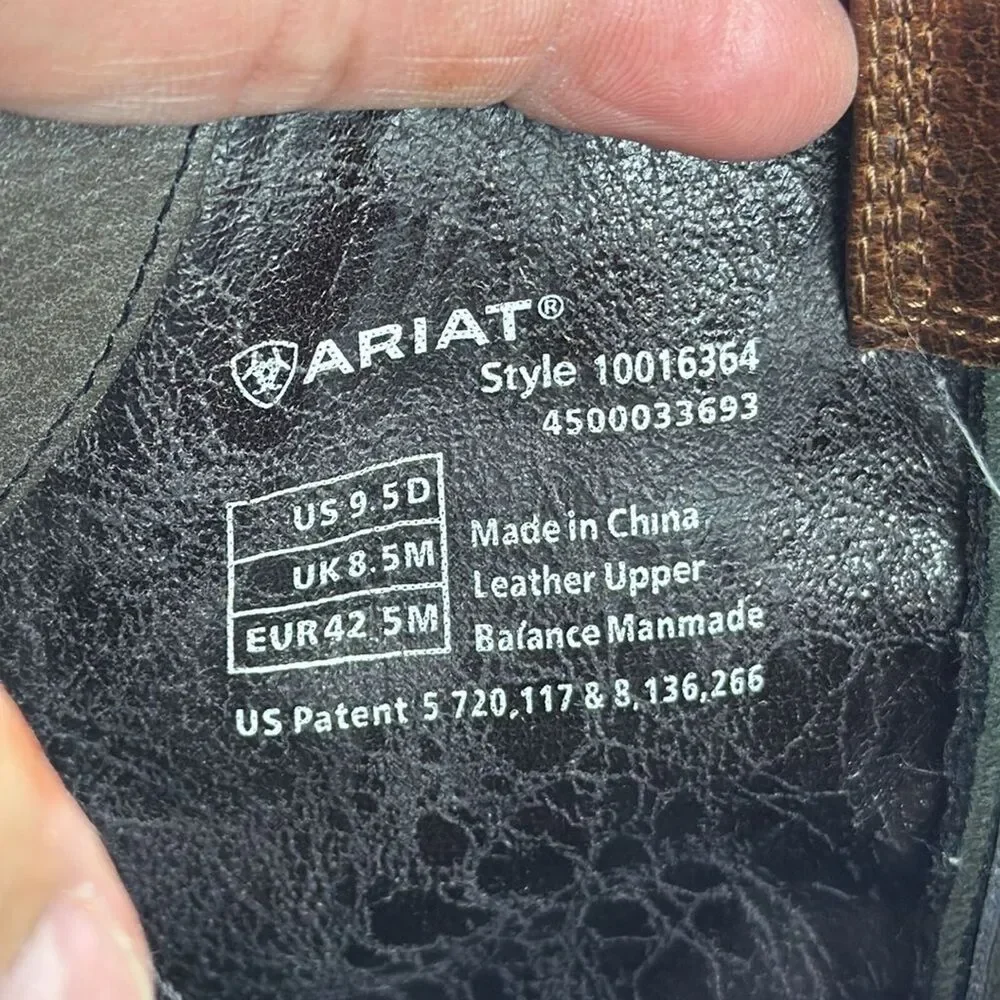 ARIAT®
Style 10016364
4500033693
US 9.5D
UK 8.5M
EUR 42.5M
Made in China
Leather Upper
Balance Manmade
US Patent 5 720,117 & 8,136,266